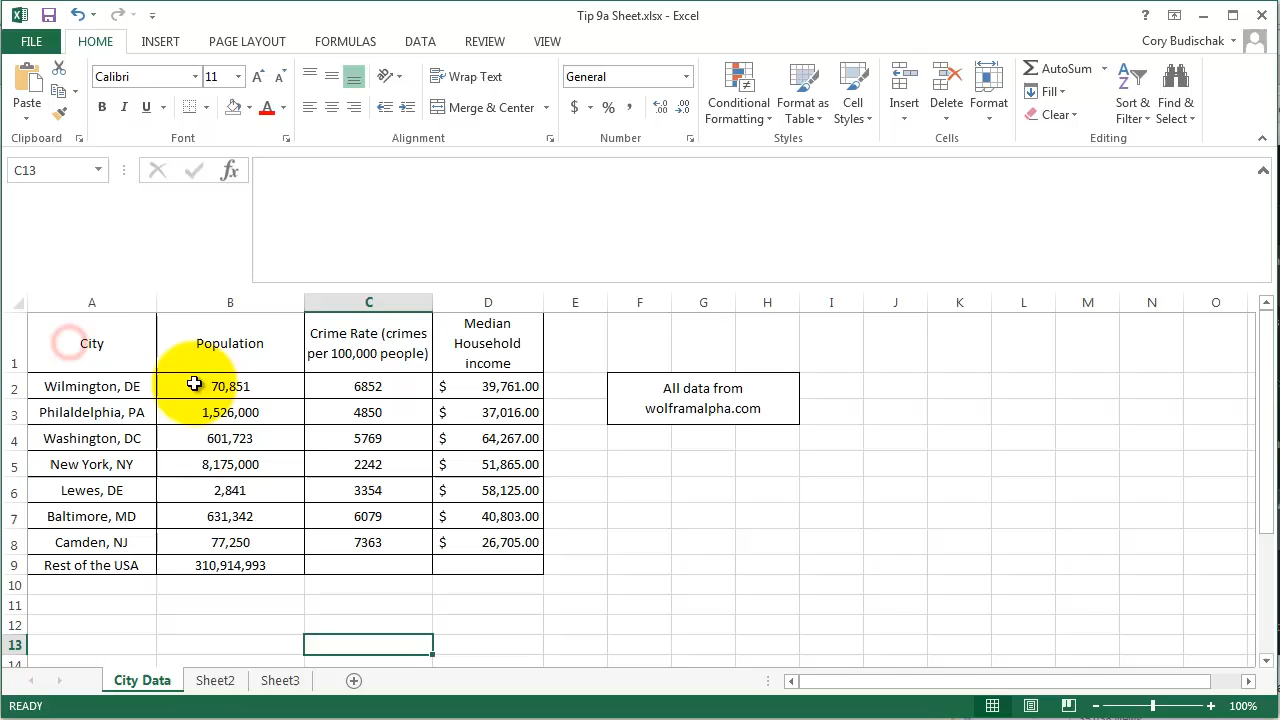 Tip 9a Sheet.xlsx - Excel
?
FILE HOME INSERT PAGE LAYOUT FORMULAS DATA REVIEW VIEW Cory Budischak
Paste
Clipboard
Calibri 11 A A
B I U A
Font
Wrap Text
Merge & Center
Alignment
General
$ % ,
Number
Conditional Formatting
Format as Table
Cell Styles
Styles
Insert Delete Format
Cells
AutoSum
Fill
Clear
Sort & Filter
Find & Select
Editing
C13 fx
A B C D E F G H I J K L M N O
1 City Population Crime Rate (crimes per 100,000 people) Median Household income
2 Wilmington, DE 70,851 6852 $ 39,761.00
3 Philaldelphia, PA 1,526,000 4850 $ 37,016.00
All data from
wolframalpha.com
4 Washington, DC 601,723 5769 $ 64,267.00
5 New York, NY 8,175,000 2242 $ 51,865.00
6 Lewes, DE 2,841 3354 $ 58,125.00
7 Baltimore, MD 631,342 6079 $ 40,803.00
8 Camden, NJ 77,250 7363 $ 26,705.00
9 Rest of the USA 310,914,993
10
11
12
13
14
City Data Sheet2 Sheet3
READY 100%